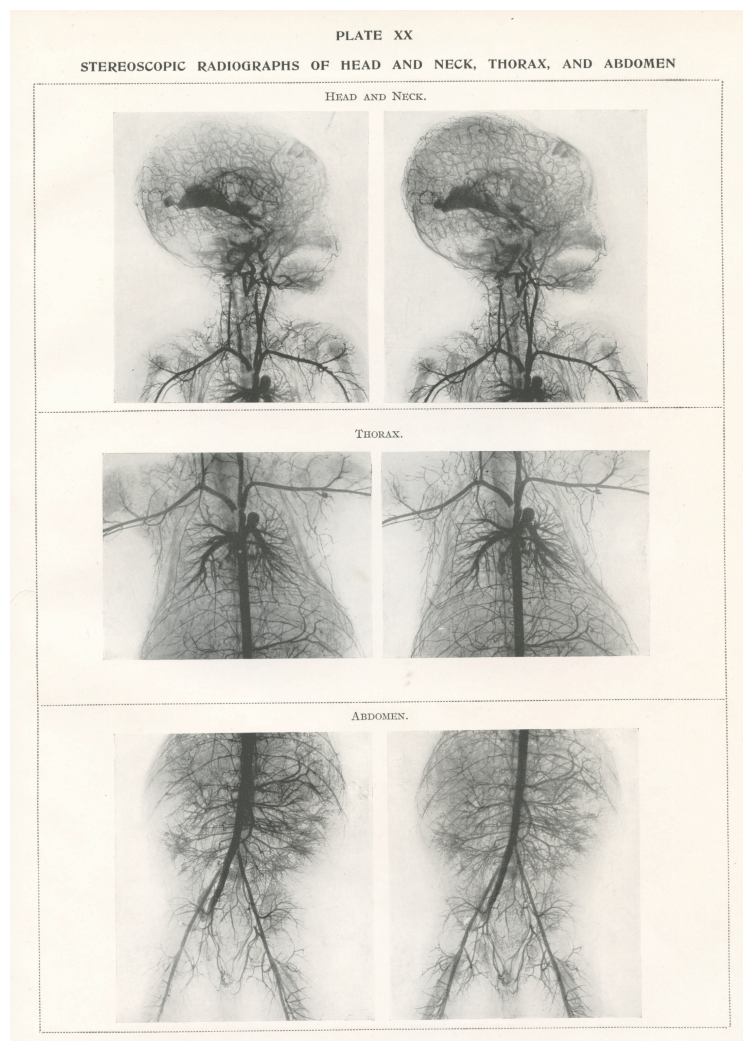 PLATE XX
STEREOSCOPIC RADIOGRAPHS OF HEAD AND NECK, THORAX, AND ABDOMEN
HEAD AND NECK.
THORAX.
ABDOMEN.